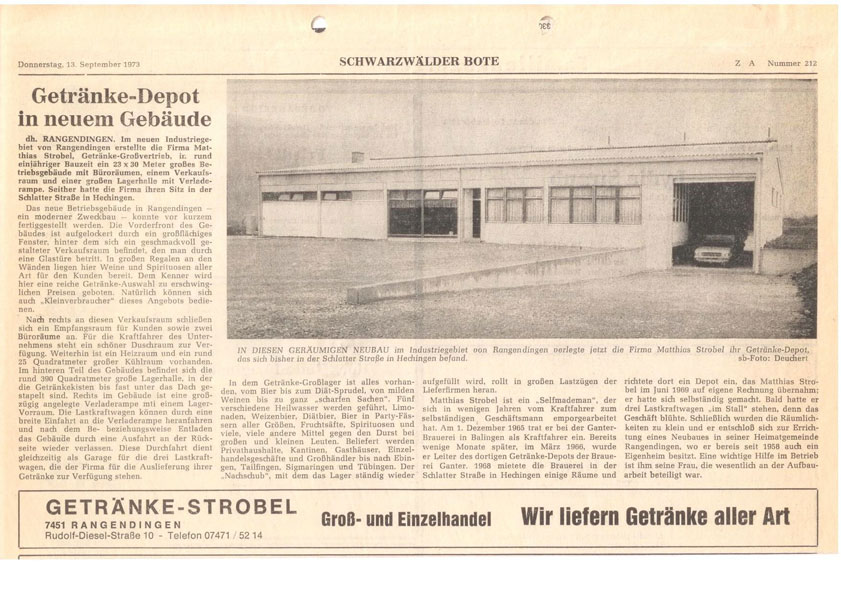 Donnerstag, 13. September 1973
SCHWARZWÄLDER BOTE
Z A Nummer 212
Getränke-Depot
in neuem Gebäude
dh. RANGENDINGEN. Im neuen Industriege-
biet von Rangendingen erstellte die Firma Mat-
thias Strobel, Getränke-Großvertrieb, in rund
einjähriger Bauzeit ein 23 x 30 Meter großes Be-
triebsgebäude mit Büroräumen, einem Verkaufs-
raum und einer großen Lagerhalle mit Verlade-
rampe. Seither hatte die Firma ihren Sitz in der
Schlatter Straße in Hechingen.
Das neue Betriebsgebäude in Rangendingen —
ein moderner Zweckbau — konnte vor kurzem
fertiggestellt werden. Die Vorderfront des Ge-
bäudes ist aufgelockert durch ein großflächiges
Fenster, hinter dem sich ein geschmackvoll ge-
stalteter Verkaufsraum befindet, den man durch
eine Glastüre betritt. In großen Regalen an den
Wänden liegen hier Weine und Spirituosen aller
Art für den Kunden bereit. Dem Kenner wird
hier eine reiche Getränke-Auswahl zu erschwing-
lichen Preisen geboten. Natürlich können sich
auch „Kleinverbraucher" dieses Angebots bedie-
nen.
Nach rechts an diesen Verkaufsraum schließen
sich ein Empfangsraum für Kunden sowie zwei
Büroräume an. Für die Kraftfahrer des Unter-
nehmens steht ein schöner Duschraum zur Ver-
fügung. Weiterhin ist ein Heizraum und ein rund
25 Quadratmeter großer Kühlraum vorhanden.
Im hinteren Teil des Gebäudes befindet sich die
rund 390 Quadratmeter große Lagerhalle, in der
die Getränkekisten bis fast unter das Dach ge-
stapelt sind. Rechts im Gebäude ist eine groß-
zügig angelegte Verladerampe mti einem Lager-
Vorraum. Die Lastkraftwagen können durch eine
breite Einfahrt an die Verladerampe heranfahren
und nach dem Be- beziehungsweise Entladen
das Gebäude durch eine Ausfahrt an der Rück-
seite wieder verlassen. Diese Durchfahrt dient
gleichzeitig als Garage für die drei Lastkraft-
wagen, die der Firma für die Auslieferung ihrer
Getränke zur Verfügung stehen.
IN DIESEN GERÄUMIGEN NEUBAU im Industriegebiet von Rangendingen verlegte jetzt die Firma Matthias Strobel ihr Getränke-Depot,
das sich bisher in der Schlatter Straße in Hechingen befand.
sb-Foto: Deuchert
In dem Getränke-Großlager ist alles vorhan-
den, vom Bier bis zum Diät-Sprudel, von milden
Weinen bis zu ganz „scharfen Sachen". Fünf
verschiedene Heilwasser werden geführt, Limo-
naden, Weizenbier, Diätbier, Bier in Party-Fäs-
sern aller Größen, Fruchtsäfte, Spirituosen und
viele, viele andere Mittel gegen den Durst bei
großen und kleinen Leuten. Beliefert werden
Privathaushalte, Kantinen, Gasthäuser, Einzel-
handelsgeschäfte und Großhändler bis nach Ebin-
gen, Tailfingen, Sigmaringen und Tübingen. Der
„Nachschub", mit dem das Lager ständig wieder
aufgefüllt wird, rollt in großen Lastzügen der
Lieferfirmen heran.
Matthias Strobel ist ein „Selfmademan", der
sich in wenigen Jahren vom Kraftfahrer zum
selbständigen Geschäftsmann emporgearbeitet
hat. Am 1. Dezember 1965 trat er bei der Ganter-
Brauerei in Balingen als Kraftfahrer ein. Bereits
wenige Monate später, im März 1966, wurde
er Leiter des dortigen Getränke-Depots der Braue-
rei Ganter. 1968 mietete die Brauerei in der
Schlatter Straße in Hechingen einige Räume und
richtete dort ein Depot ein, das Matthias Stro-
bel im Juni 1969 auf eigene Rechnung übernahm;
er hatte sich selbständig gemacht. Bald hatte er
drei Lastkraftwagen „im Stall" stehen, denn das
Geschäft blühte. Schließlich wurden die Räumlich-
keiten zu klein und er entschloß sich zur Errich-
tung eines Neubaues in seiner Heimatgemeinde
Rangendingen, wo er bereits seit 1958 auch ein
Eigenheim besitzt. Eine wichtige Hilfe im Betrieb
ist ihm seine Frau, die wesentlich an der Aufbau-
arbeit beteiligt war.
GETRÄNKE-STROBEL
7451 RANGENDINGEN
Rudolf-Diesel-Straße 10 - Telefon 07471 / 52 14
Groß- und Einzelhandel
Wir liefern Getränke aller Art